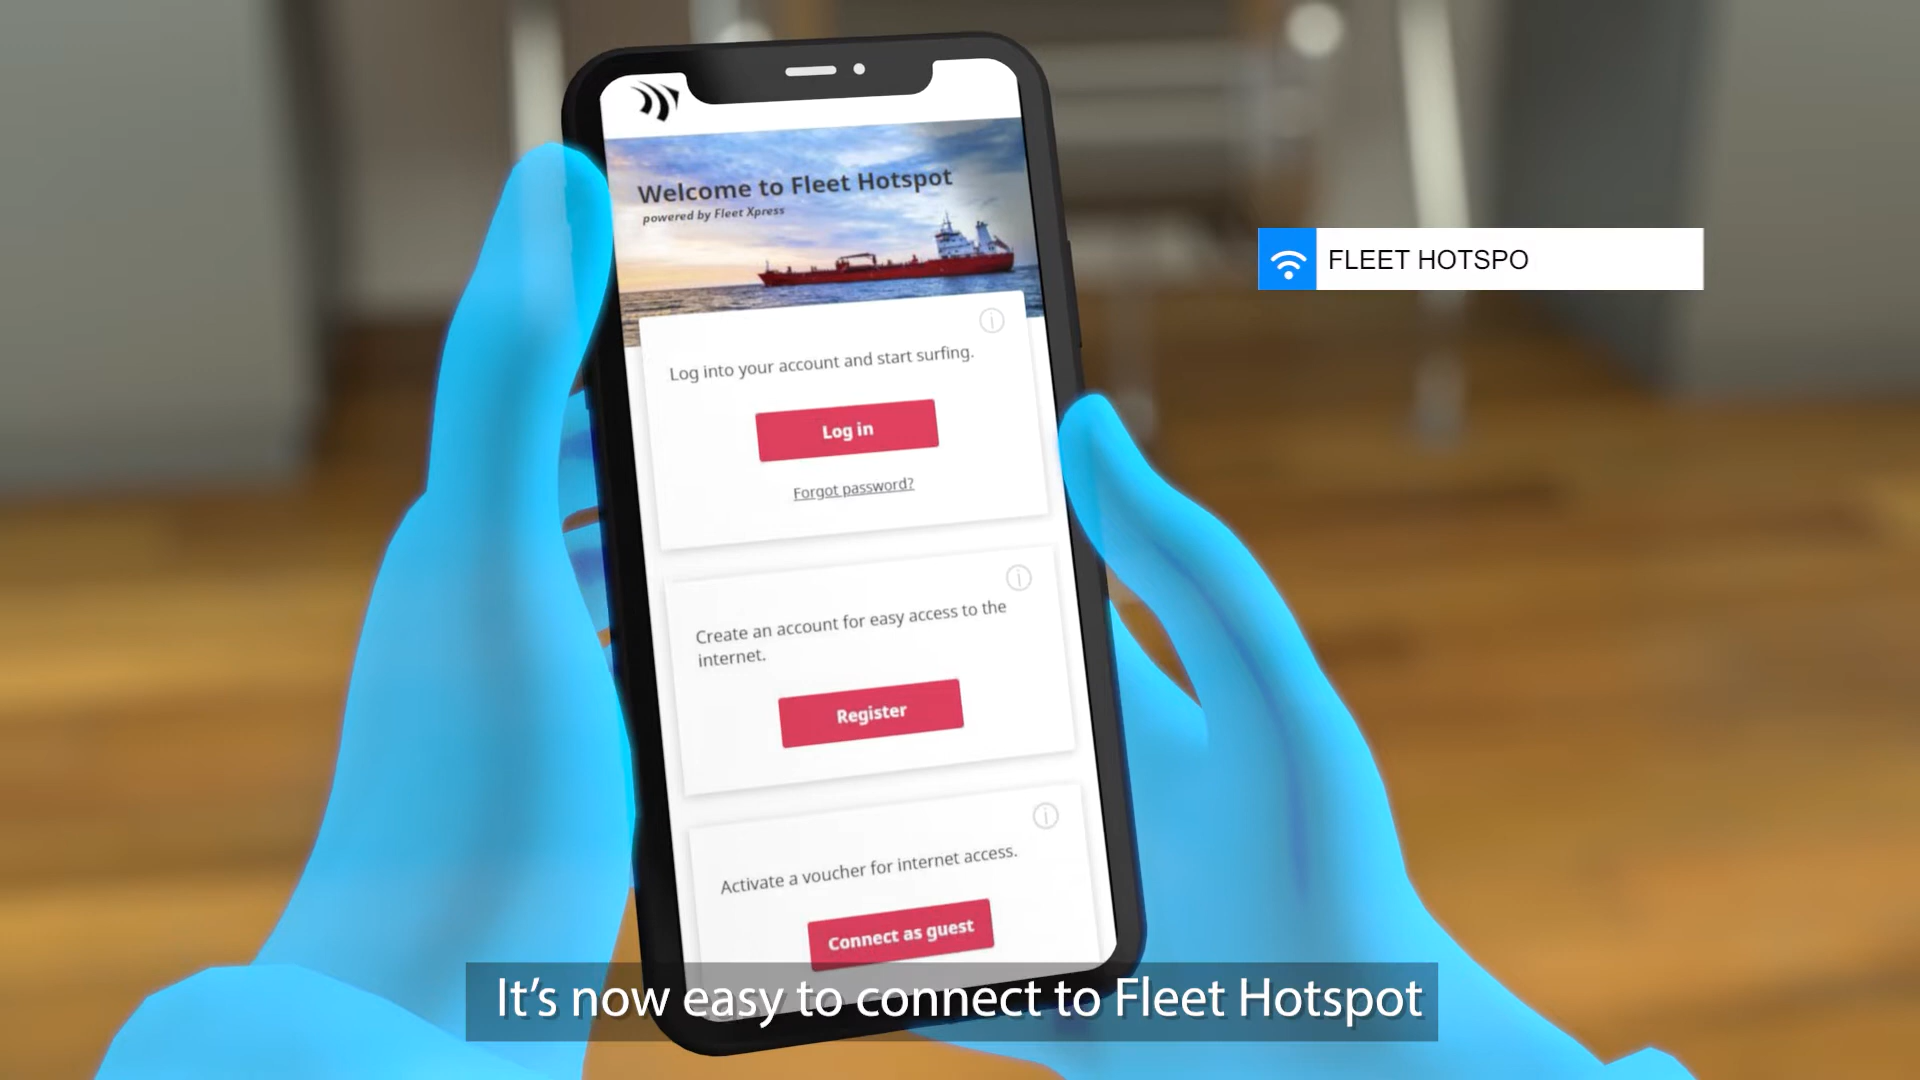 Welcome to Fleet Hotspot
powered by Fleet Xpress
FLEET HOTSPO
Log into your account and start surfing.
Log in
Forgot password?
Create an account for easy access to the
internet.
Register
Activate a voucher for internet access.
Connect as guest
It’s now easy to connect to Fleet Hotspot